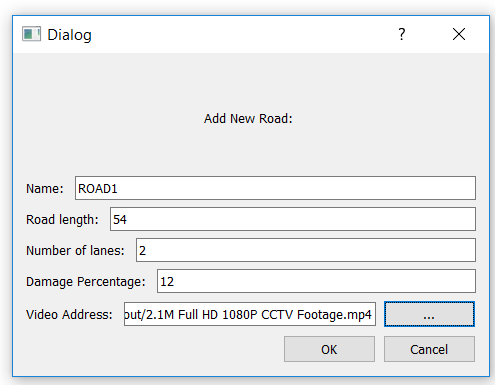 Dialog
?
Add New Road:
Name: ROAD1
Road length: 54
Number of lanes: 2
Damage Percentage: 12
Video Address: out/2.1M Full HD 1080P CCTV Footage.mp4 ...
OK Cancel